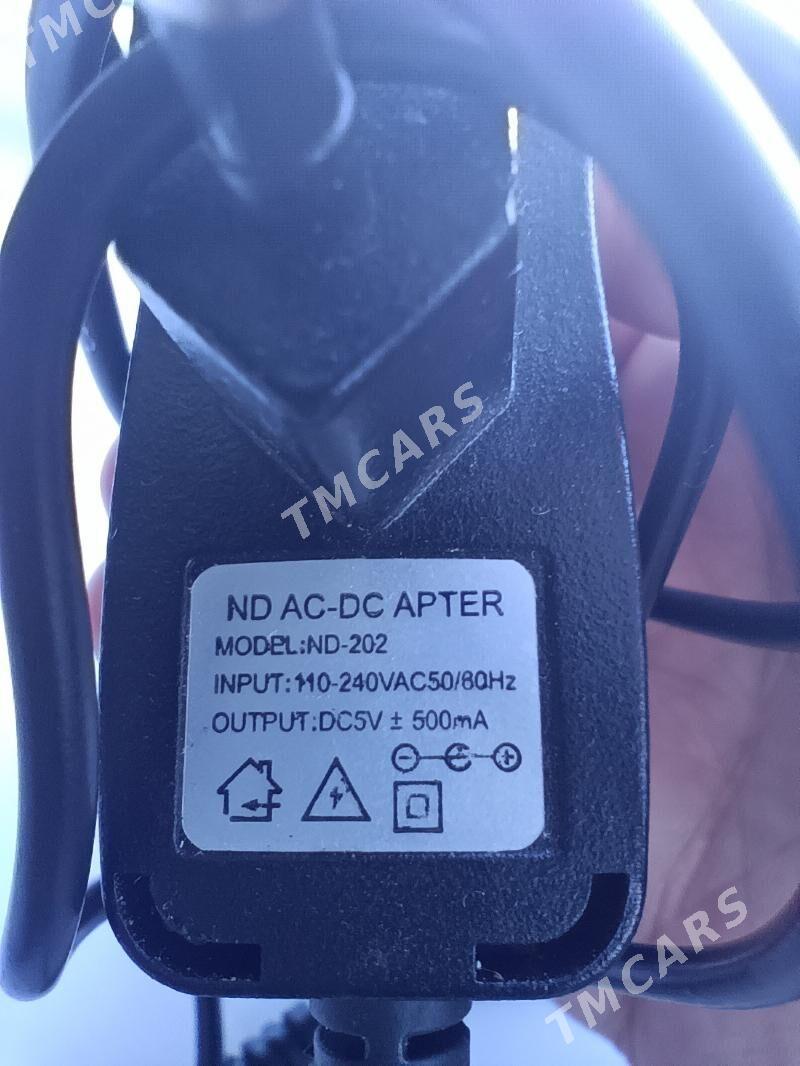 TMCARS
TMCARS
ND AC-DC APTER
MODEL:ND-202
INPUT:110-240VAC50/60Hz
OUTPUT:DC5V ± 500mA
TMCARS